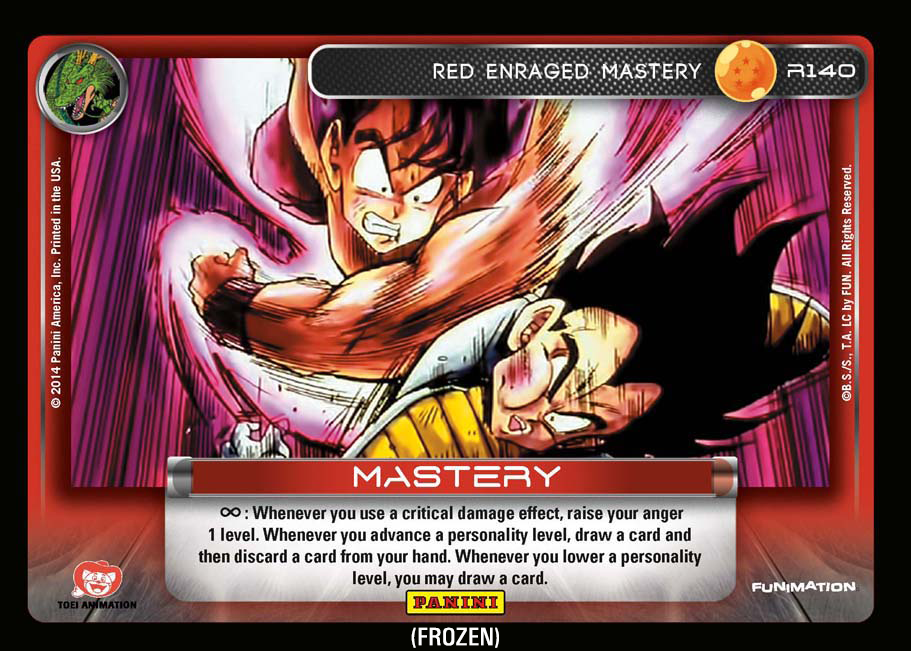 RED ENRAGED MASTERY R140
© 2014 Panini America, Inc. Printed in the USA.
©B.S./S., T.A. LC by FUN. All Rights Reserved.
MASTERY
∞ : Whenever you use a critical damage effect, raise your anger
1 level. Whenever you advance a personality level, draw a card and
then discard a card from your hand. Whenever you lower a personality
level, you may draw a card.
TOEI ANIMATION
PANINI
FUNIMATION
(FROZEN)